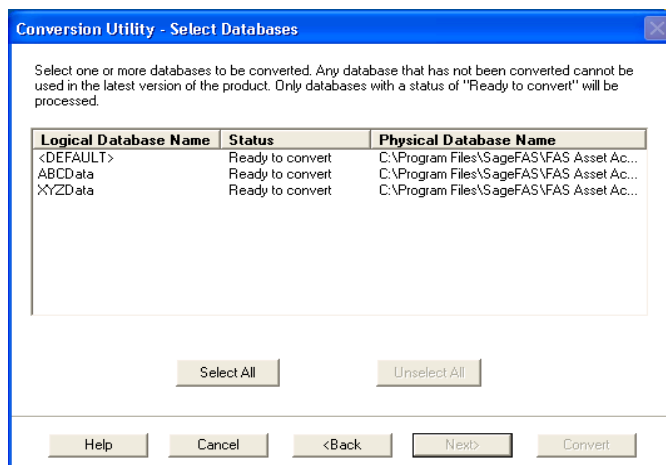 Conversion Utility - Select Databases
Select one or more databases to be converted. Any database that has not been converted cannot be
used in the latest version of the product. Only databases with a status of "Ready to convert" will be
processed.
Logical Database Name Status Physical Database Name
<DEFAULT> Ready to convert C:\Program Files\SageFAS\FAS Asset Ac...
ABCData Ready to convert C:\Program Files\SageFAS\FAS Asset Ac...
XYZData Ready to convert C:\Program Files\SageFAS\FAS Asset Ac...
Select All Unselect All
Help Cancel <Back Next> Convert